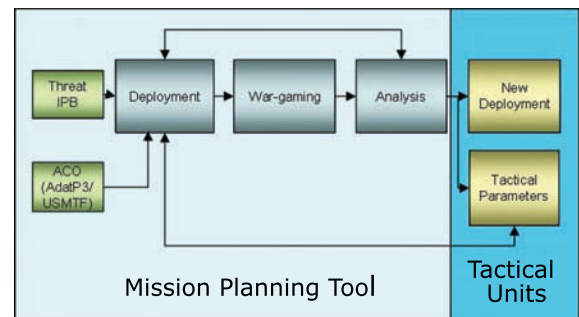 Threat
IPB
Deployment
War-gaming
Analysis
New
Deployment
ACO
(AdatP3/
USMTF)
Tactical
Parameters
Mission Planning Tool
Tactical
Units